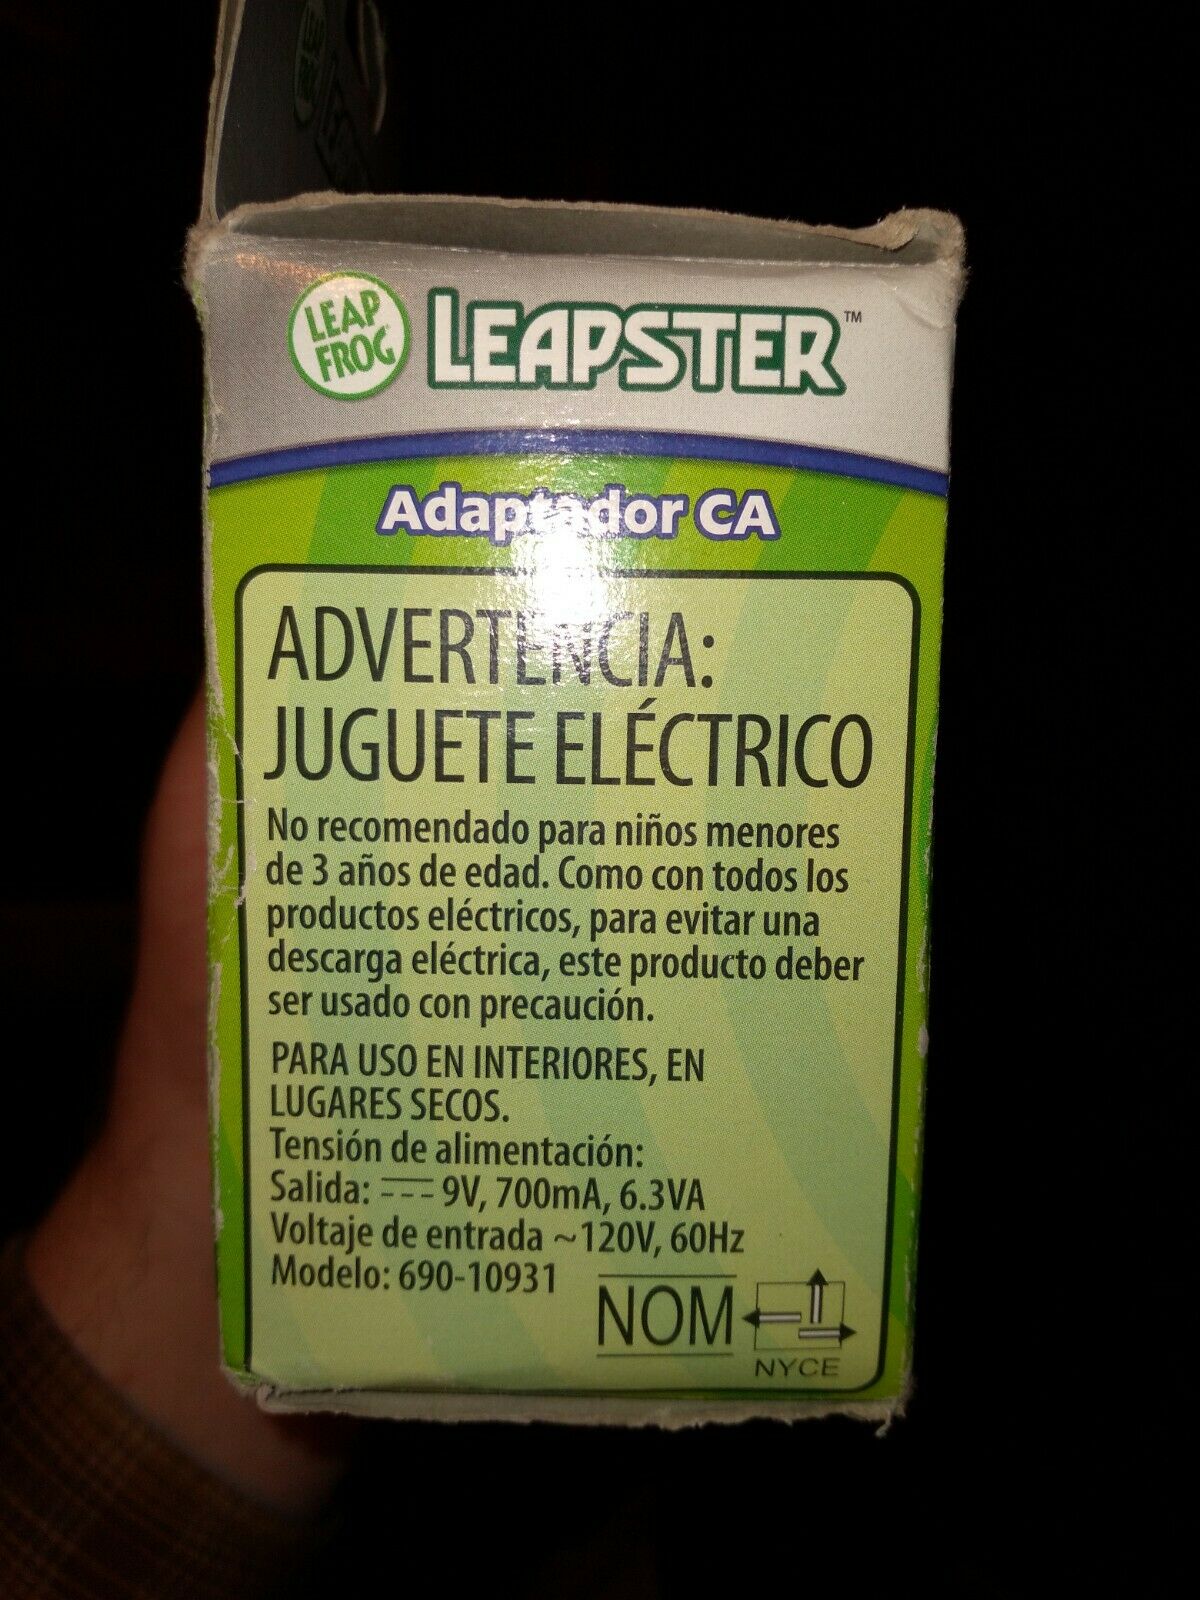 LEAP
FROG
LEAPSTER™
Adaptador CA
ADVERTENCIA:
JUGUETE ELÉCTRICO
No recomendado para niños menores
de 3 años de edad. Como con todos los
productos eléctricos, para evitar una
descarga eléctrica, este producto deber
ser usado con precaución.
PARA USO EN INTERIORES, EN
LUGARES SECOS.
Tensión de alimentación:
Salida: ⎓ 9V, 700mA, 6.3VA
Voltaje de entrada ~120V, 60Hz
Modelo: 690-10931
NOM
NYCE